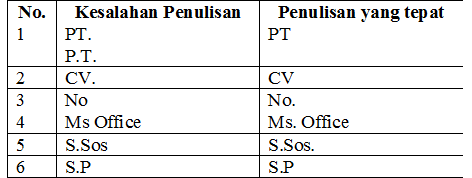 No. Kesalahan Penulisan Penulisan yang tepat
1 PT. PT
P.T.
2 CV. CV
3 No No.
4 Ms Office Ms. Office
5 S.Sos S.Sos.
6 S.P S.P